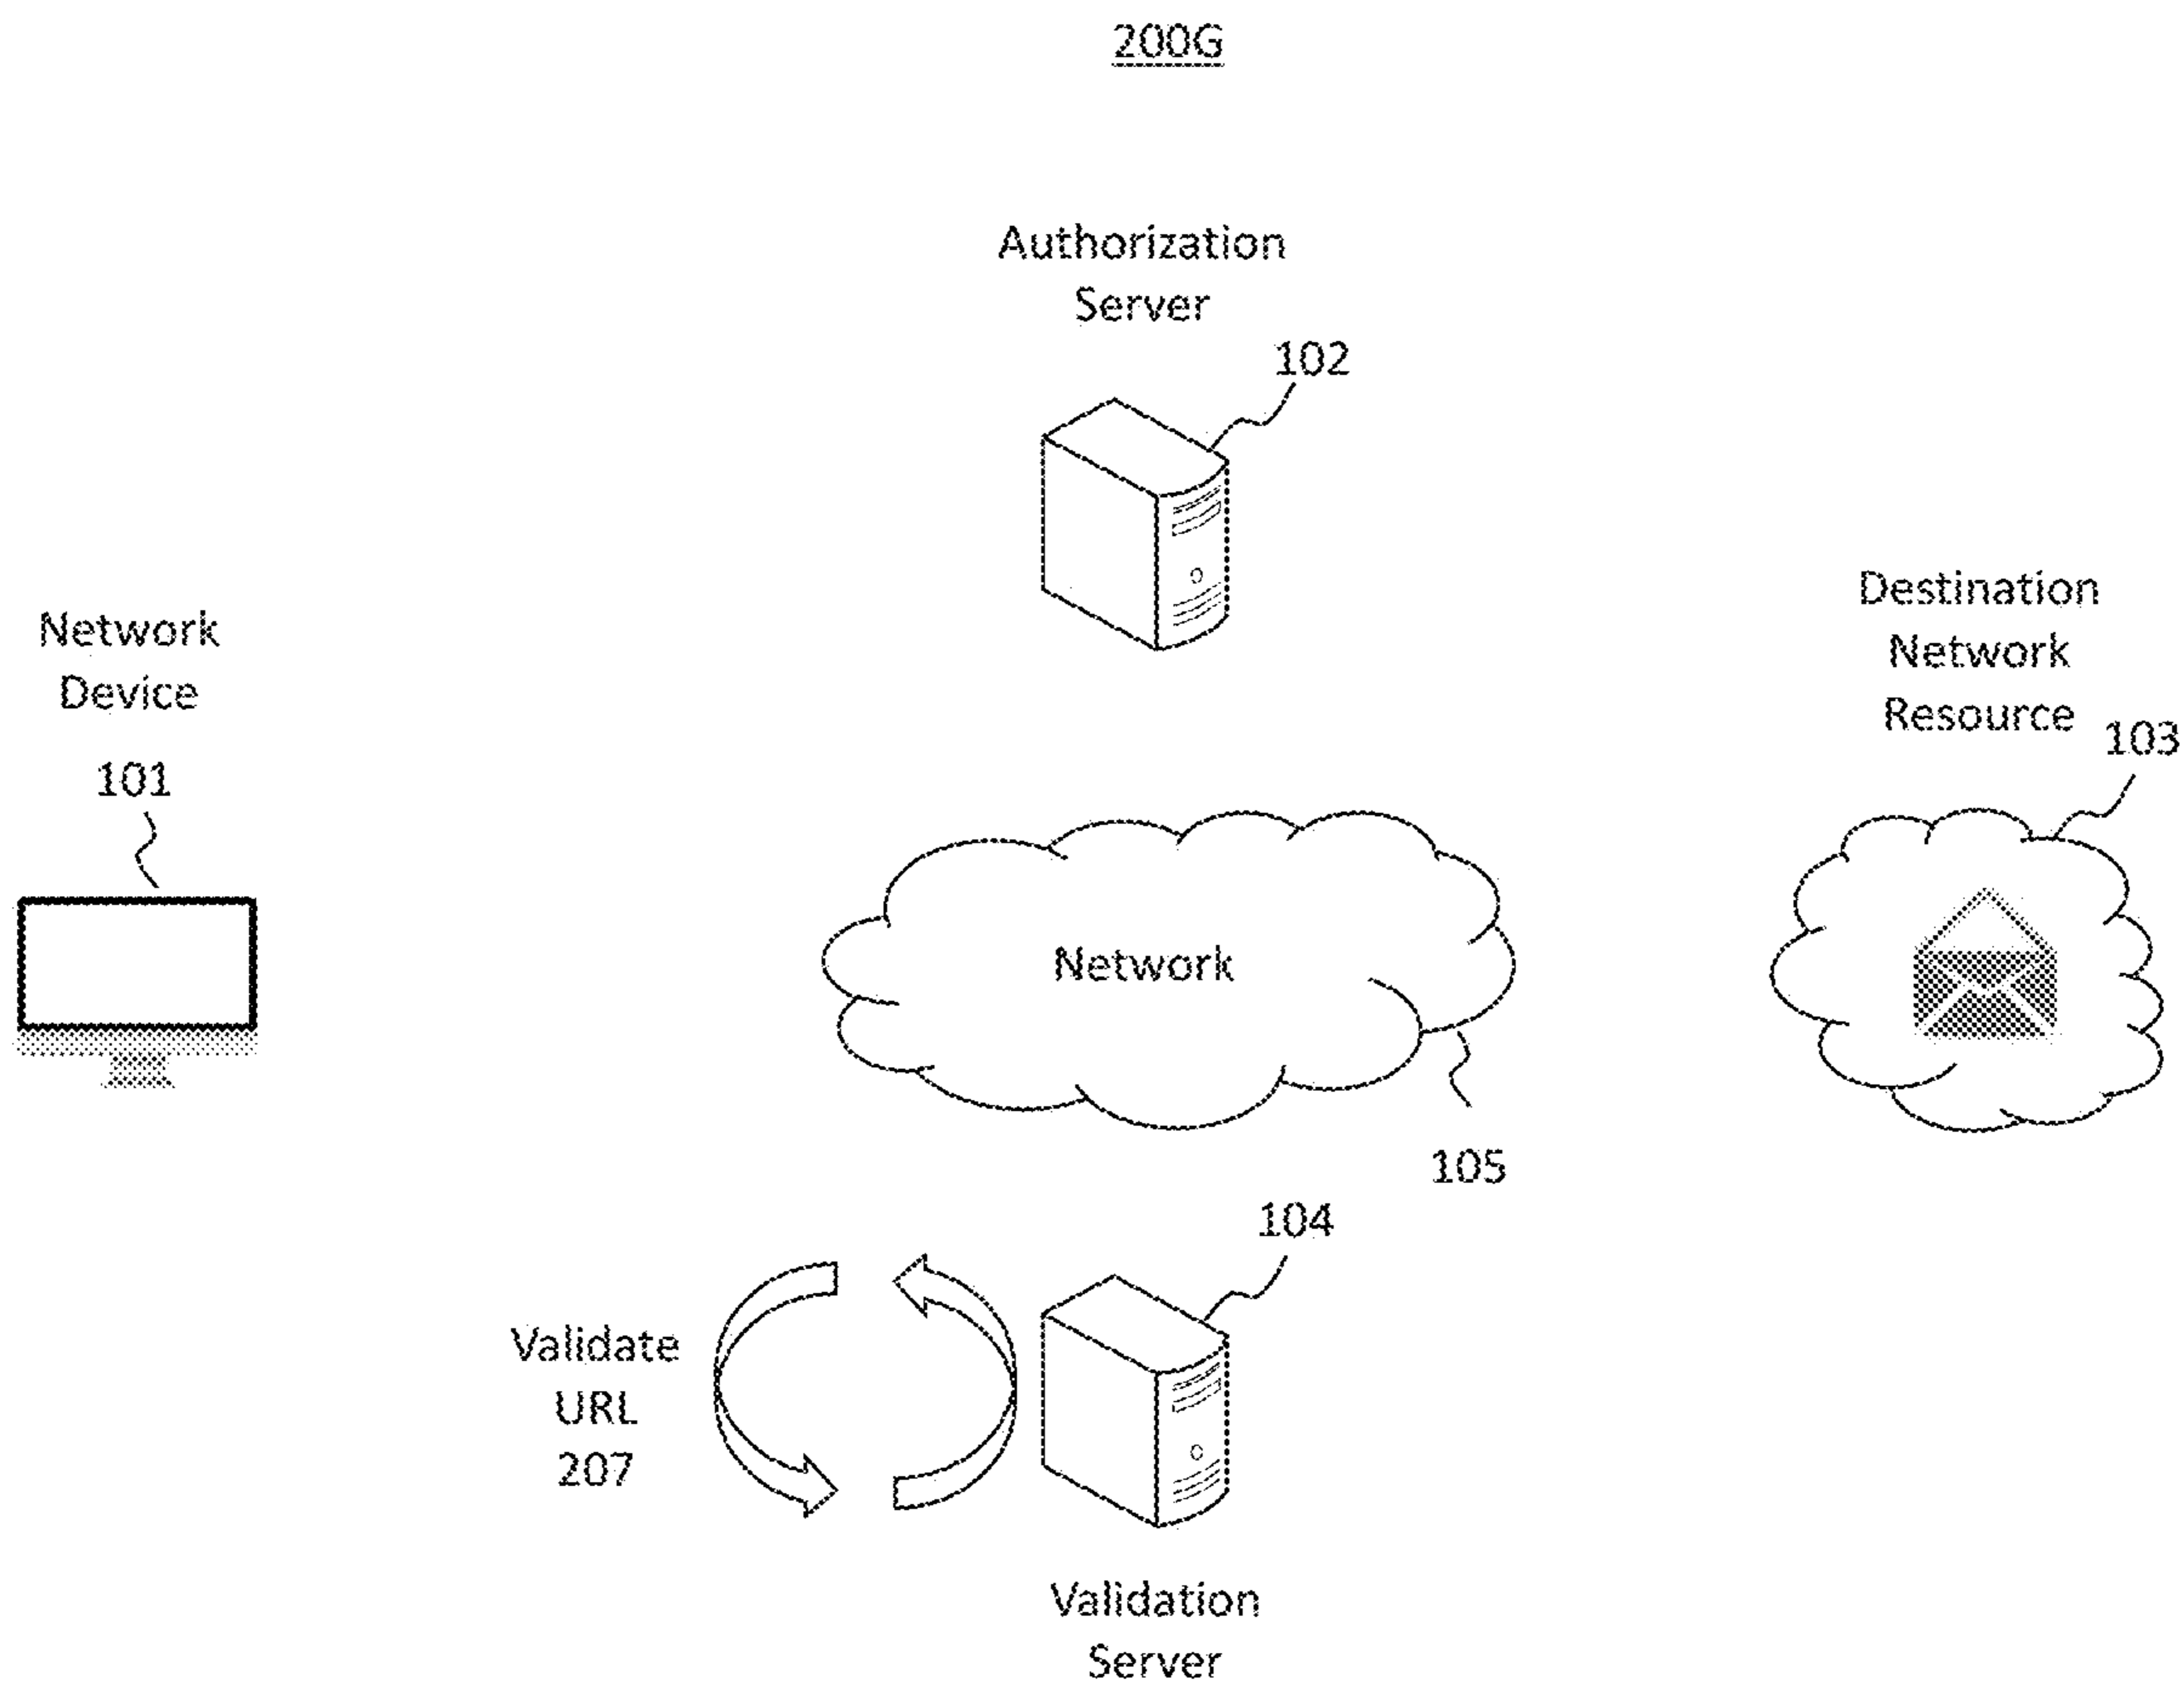 200G
Authorization
Server
102
Network
Device
101
Destination
Network
Resource
103
Network
105
104
Validate
URL
207
Validation
Server